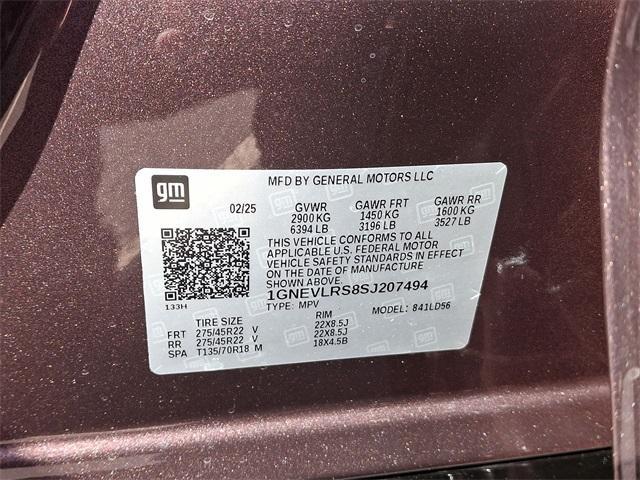 gm
MFD BY GENERAL MOTORS LLC
02/25 GVWR GAWR FRT GAWR RR
2900 KG 1450 KG 1600 KG
6394 LB 3196 LB 3527 LB
THIS VEHICLE CONFORMS TO ALL
APPLICABLE U.S. FEDERAL MOTOR
VEHICLE SAFETY STANDARDS IN EFFECT
ON THE DATE OF MANUFACTURE
SHOWN ABOVE.
1GNEVLRS8SJ207494
133H
TYPE: MPV MODEL: 841LD56
TIRE SIZE RIM
FRT 275/45R22 V 22X8.5J
RR 275/45R22 V 22X8.5J
SPA T135/70R18 M 18X4.5B